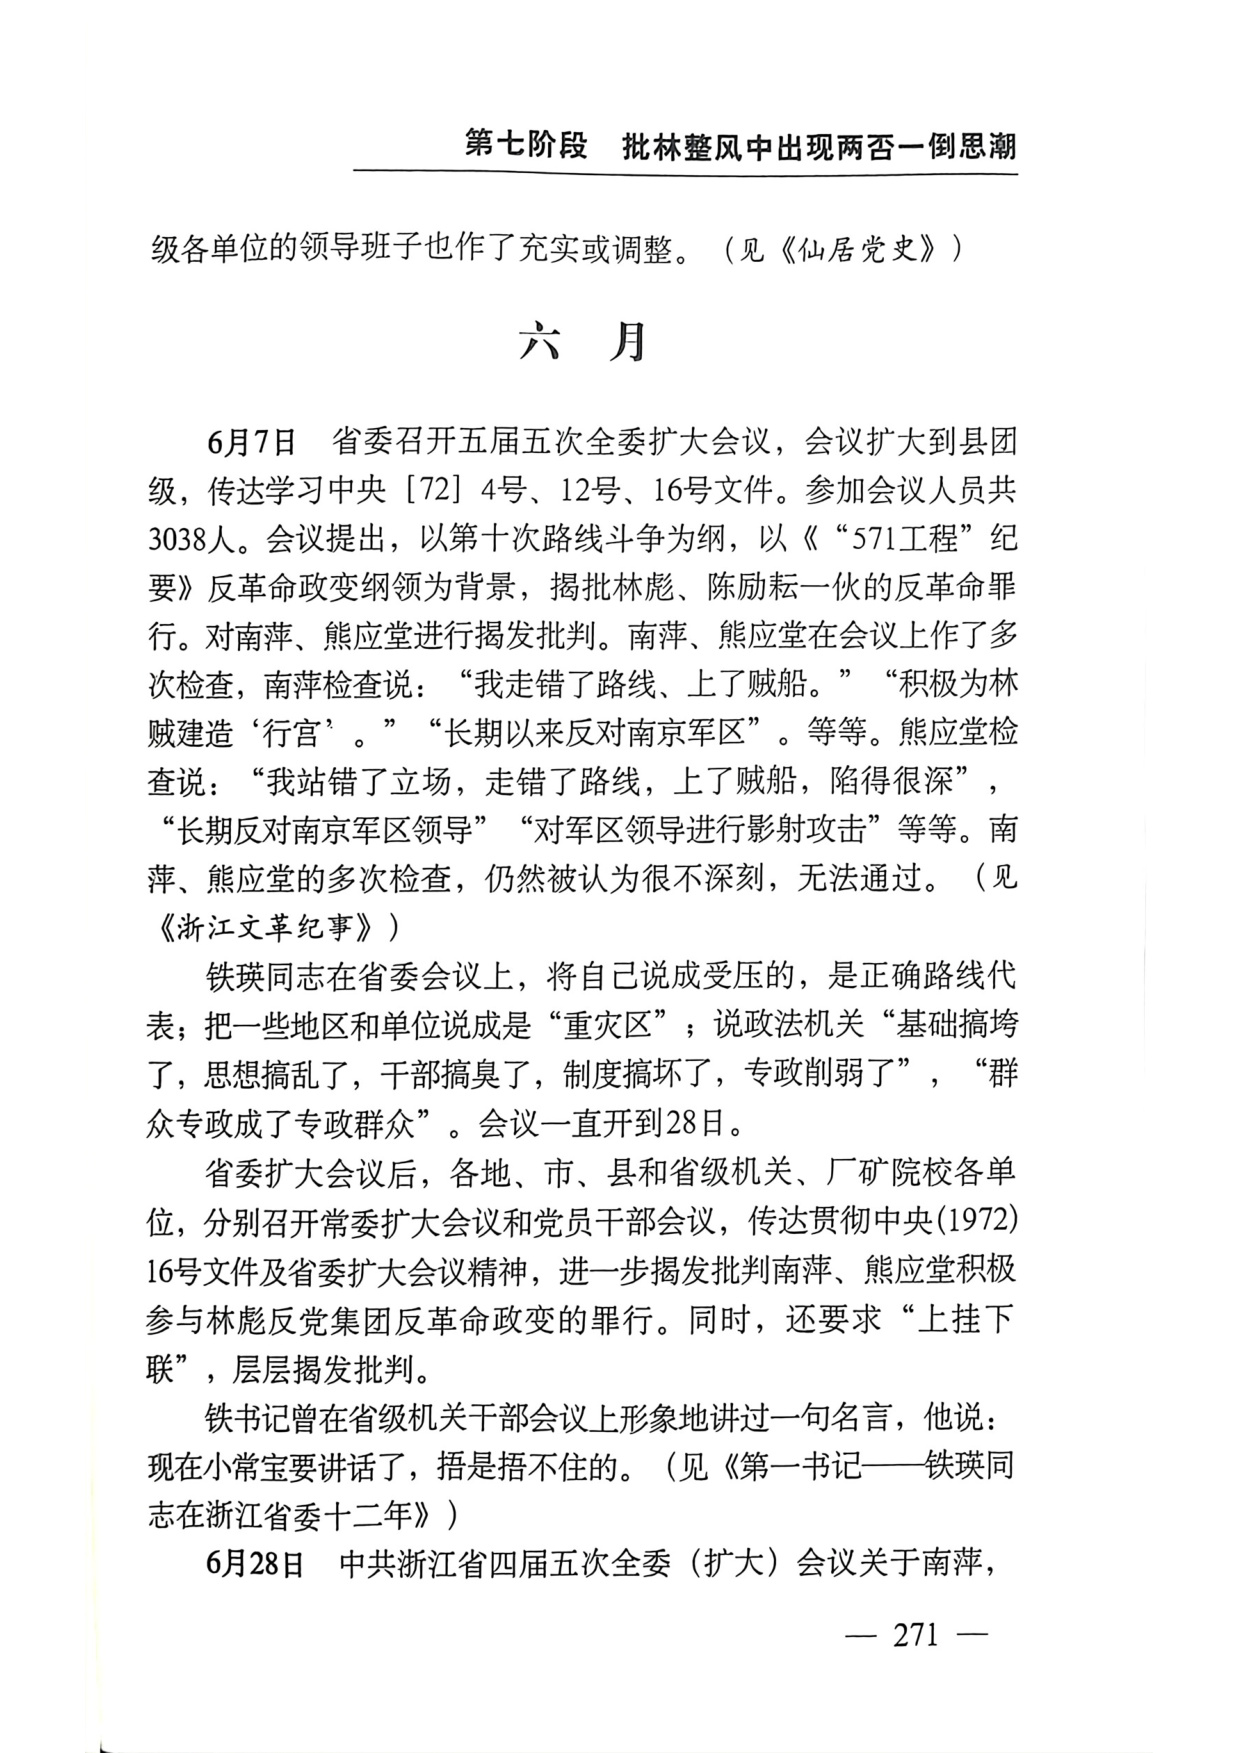 第七阶段 批林整风中出现两否一倒思潮
级各单位的领导班子也作了充实或调整。（见《仙居党史》）
六 月
6月7日 省委召开五届五次全委扩大会议，会议扩大到县团
级，传达学习中央［72］4号、12号、16号文件。参加会议人员共
3038人。会议提出，以第十次路线斗争为纲，以《“571工程”纪
要》反革命政变纲领为背景，揭批林彪、陈励耘一伙的反革命罪
行。对南萍、熊应堂进行揭发批判。南萍、熊应堂在会议上作了多
次检查，南萍检查说：“我走错了路线、上了贼船。”“积极为林
贼建造‘行宫’。”“长期以来反对南京军区”。等等。熊应堂检
查说：“我站错了立场，走错了路线，上了贼船，陷得很深”，
“长期反对南京军区领导”“对军区领导进行影射攻击”等等。南
萍、熊应堂的多次检查，仍然被认为很不深刻，无法通过。（见
《浙江文革纪事》）
铁瑛同志在省委会议上，将自己说成受压的，是正确路线代
表；把一些地区和单位说成是“重灾区”；说政法机关“基础搞垮
了，思想搞乱了，干部搞臭了，制度搞坏了，专政削弱了”，“群
众专政成了专政群众”。会议一直开到28日。
省委扩大会议后，各地、市、县和省级机关、厂矿院校各单
位，分别召开常委扩大会议和党员干部会议，传达贯彻中央(1972)
16号文件及省委扩大会议精神，进一步揭发批判南萍、熊应堂积极
参与林彪反党集团反革命政变的罪行。同时，还要求“上挂下
联”，层层揭发批判。
铁书记曾在省级机关干部会议上形象地讲过一句名言，他说：
现在小常宝要讲话了，捂是捂不住的。（见《第一书记——铁瑛同
志在浙江省委十二年》）
6月28日 中共浙江省四届五次全委（扩大）会议关于南萍，
— 271 —